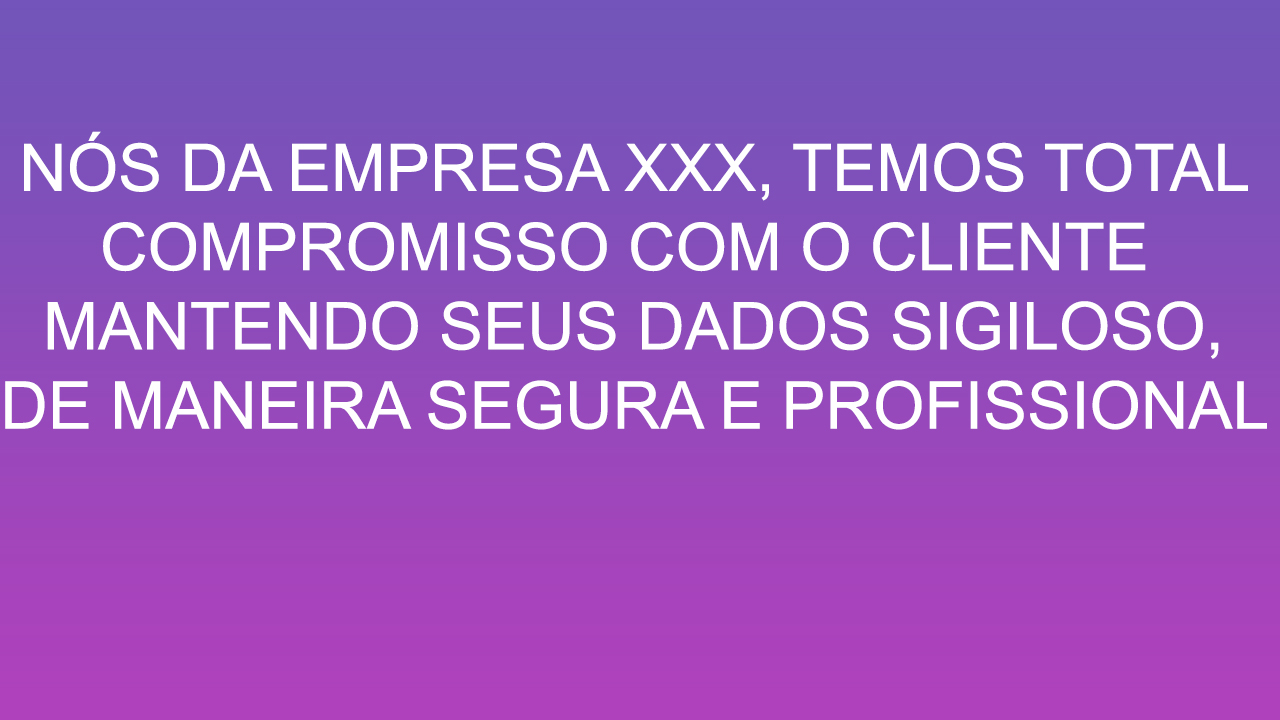 NÓS DA EMPRESA XXX, TEMOS TOTAL
COMPROMISSO COM O CLIENTE
MANTENDO SEUS DADOS SIGILOSO,
DE MANEIRA SEGURA E PROFISSIONAL